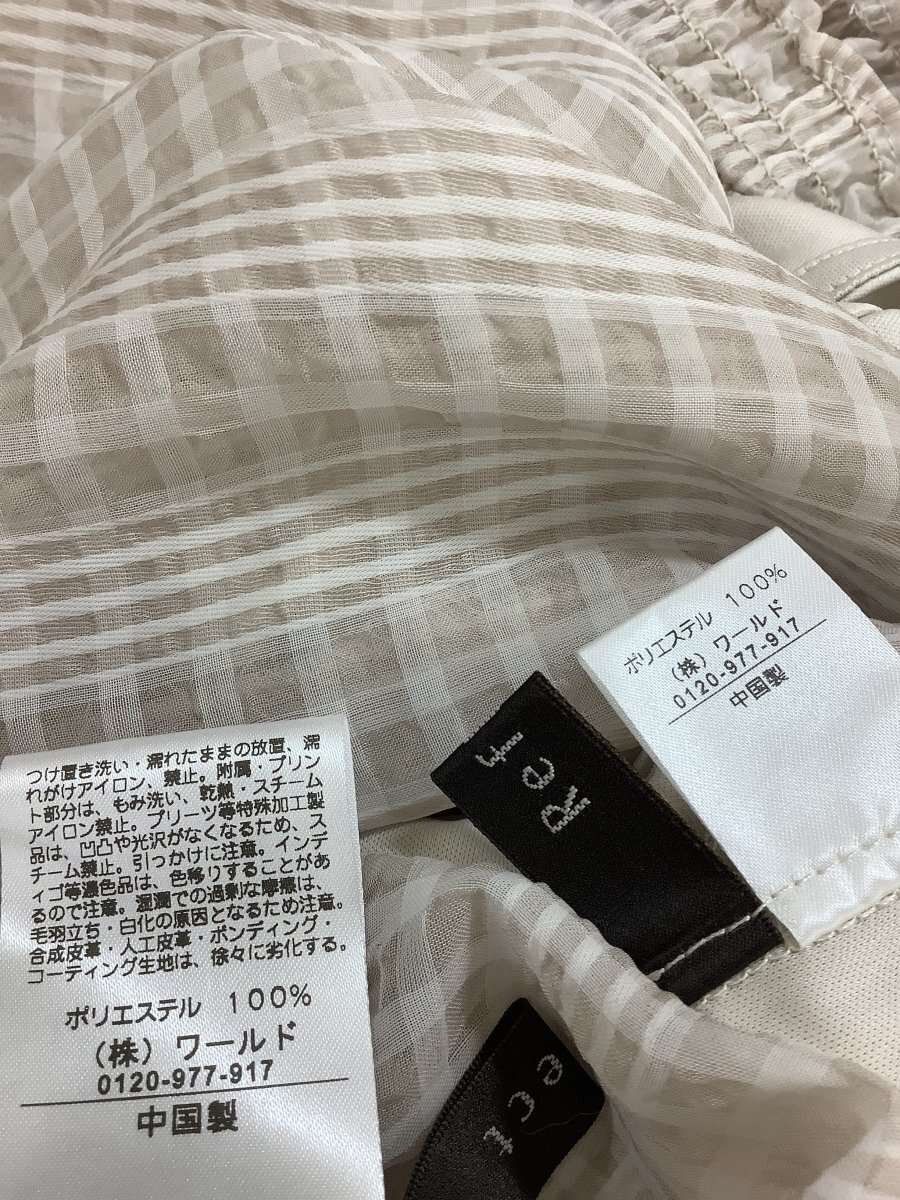 ポリエステル 100%
(株) ワールド
0120-977-917
中国製
Ref
つけ置き洗い・濡れたままの放置、濡
れがけアイロン、禁止。附属・プリン
ト部分は、もみ洗い、乾熱・スチーム
アイロン禁止。プリーツ等特殊加工製
品は、凹凸や光沢がなくなるため、ス
チーム禁止。引っかけに注意。インデ
ィゴ等濃色品は、色移りすることがあ
るので注意。湿潤での過剰な摩擦は、
毛羽立ち・白化の原因となるため注意。
合成皮革・人工皮革・ボンディング・
コーティング生地は、徐々に劣化する。
ポリエステル 100%
(株) ワールド
0120-977-917
中国製
ect